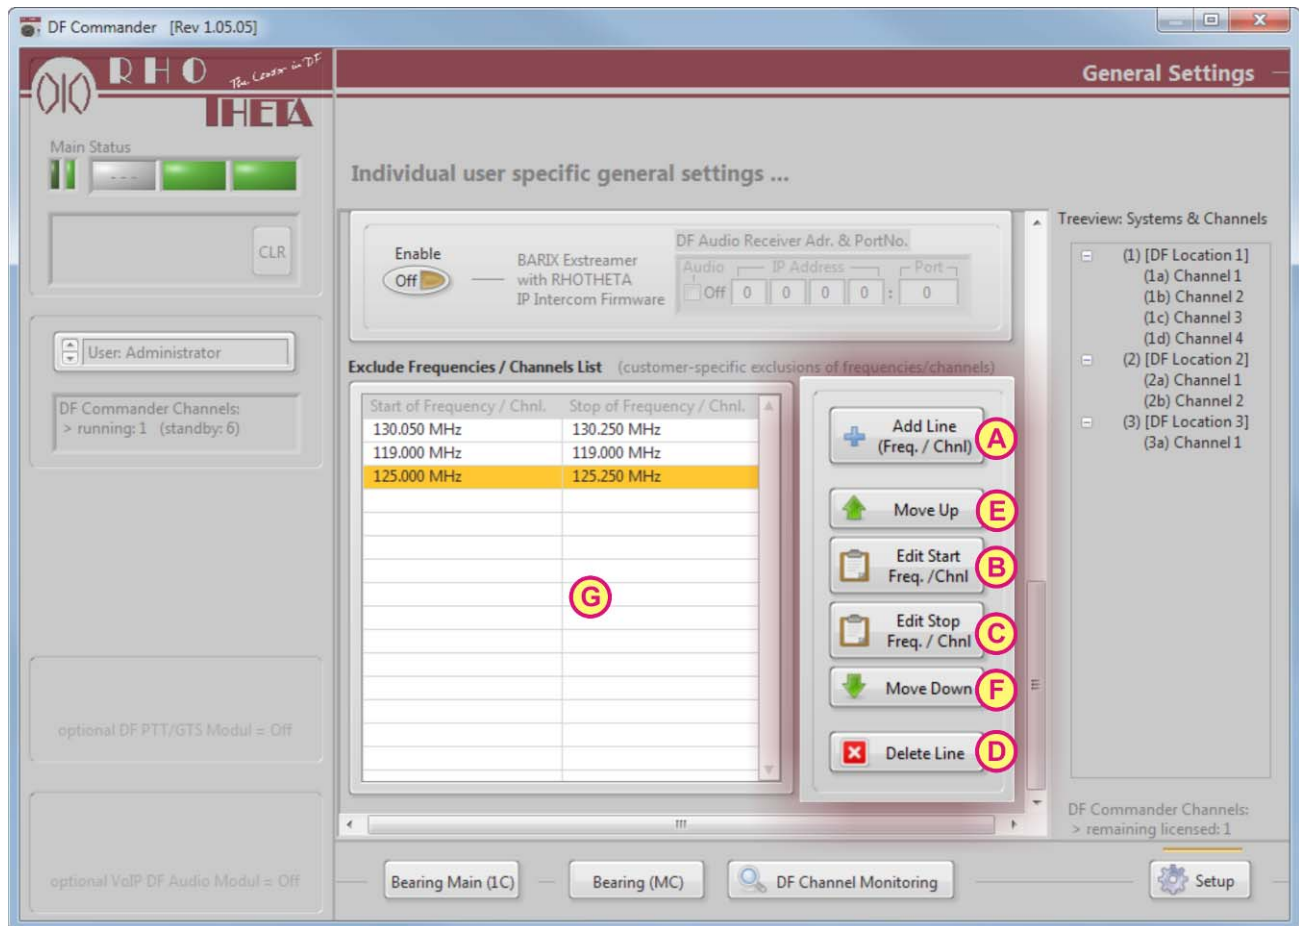 DF Commander [Rev 1.05.05]
RHO
The Leader in DF
THETA
General Settings
Main Status
---
CLR
User: Administrator
DF Commander Channels:
> running: 1 (standby: 6)
optional DF PTT/GTS Modul = Off
optional VoIP DF Audio Modul = Off
Individual user specific general settings ...
Enable
Off
BARIX Exstreamer
with RHOTHETA
IP Intercom Firmware
DF Audio Receiver Adr. & PortNo.
Audio IP Address Port
Off 0 0 0 0 : 0
Exclude Frequencies / Channels List (customer-specific exclusions of frequencies/channels)
Start of Frequency / Chnl. Stop of Frequency / Chnl.
130.050 MHz 130.250 MHz
119.000 MHz 119.000 MHz
125.000 MHz 125.250 MHz
G
Add Line
(Freq. / Chnl)
A
Move Up
E
Edit Start
Freq. /Chnl
B
Edit Stop
Freq. / Chnl
C
Move Down
F
Delete Line
D
Treeview: Systems & Channels
(1) [DF Location 1]
(1a) Channel 1
(1b) Channel 2
(1c) Channel 3
(1d) Channel 4
(2) [DF Location 2]
(2a) Channel 1
(2b) Channel 2
(3) [DF Location 3]
(3a) Channel 1
DF Commander Channels:
> remaining licensed: 1
Bearing Main (1C)
Bearing (MC)
DF Channel Monitoring
Setup